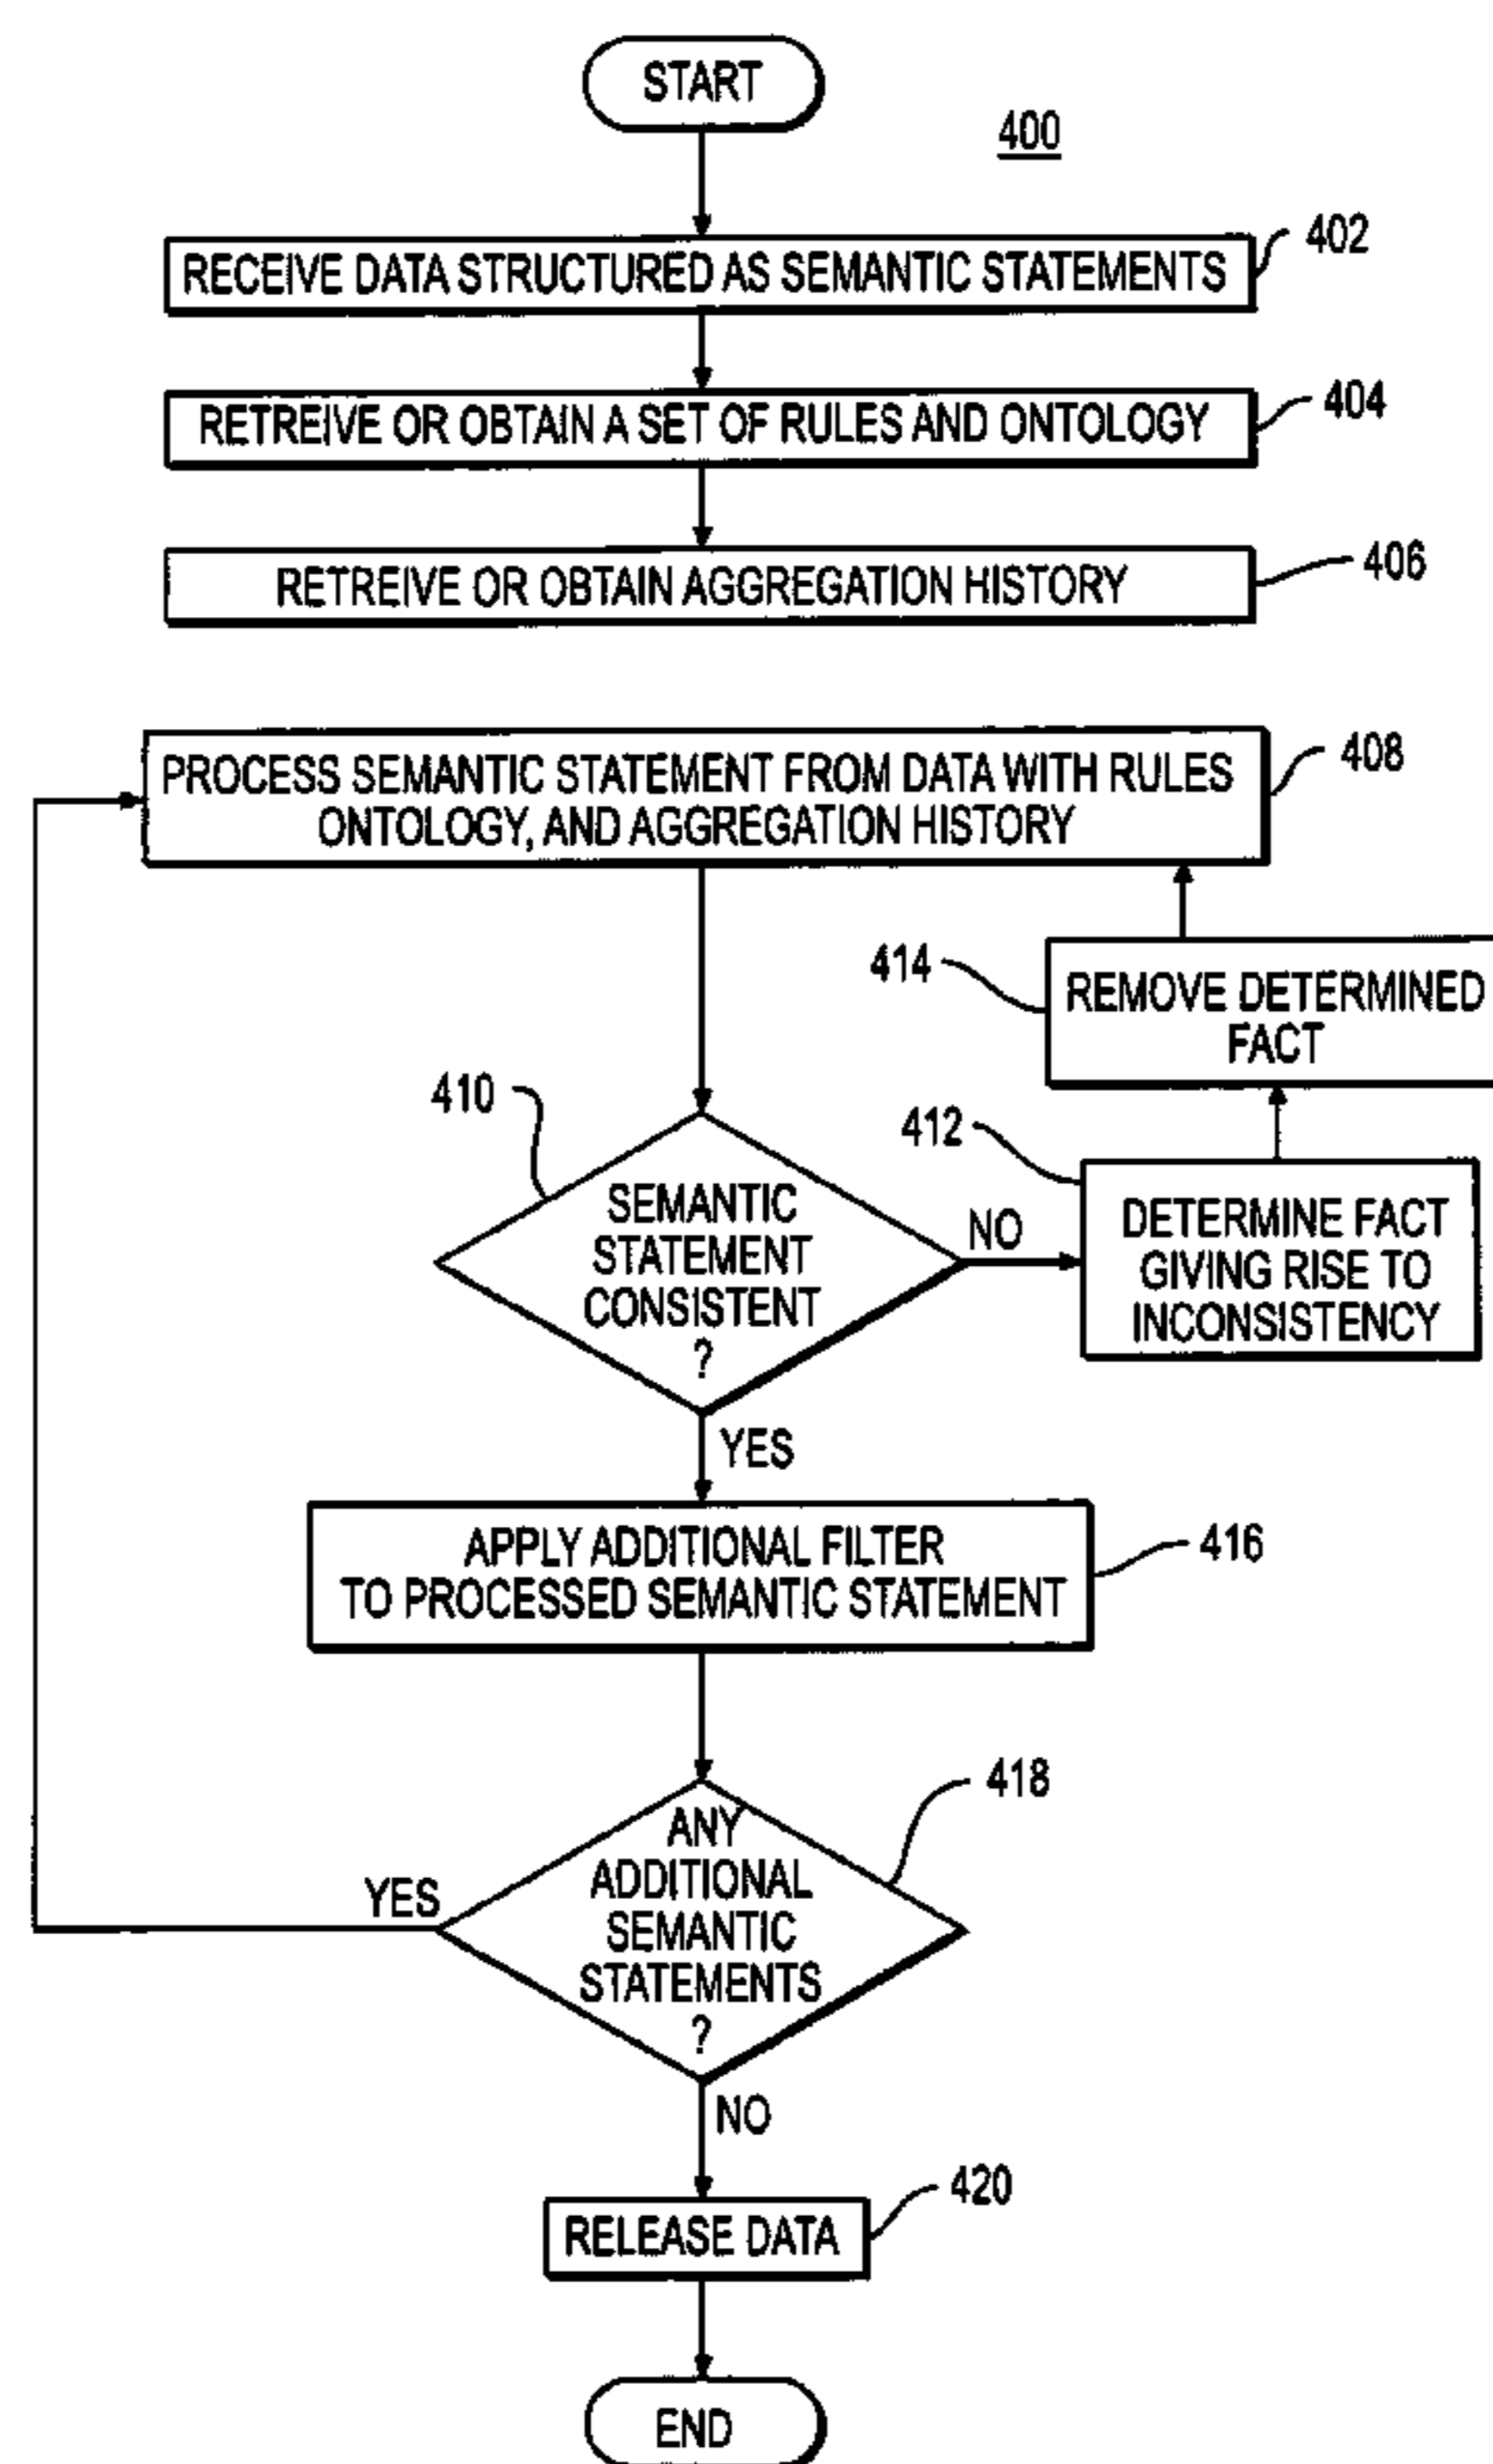 START
400
RECEIVE DATA STRUCTURED AS SEMANTIC STATEMENTS
402
RETREIVE OR OBTAIN A SET OF RULES AND ONTOLOGY
404
RETREIVE OR OBTAIN AGGREGATION HISTORY
406
PROCESS SEMANTIC STATEMENT FROM DATA WITH RULES
ONTOLOGY, AND AGGREGATION HISTORY
408
414
REMOVE DETERMINED
FACT
410
412
SEMANTIC
STATEMENT
CONSISTENT
?
NO
DETERMINE FACT
GIVING RISE TO
INCONSISTENCY
YES
APPLY ADDITIONAL FILTER
TO PROCESSED SEMANTIC STATEMENT
416
418
ANY
ADDITIONAL
SEMANTIC
STATEMENTS
?
YES
NO
420
RELEASE DATA
END